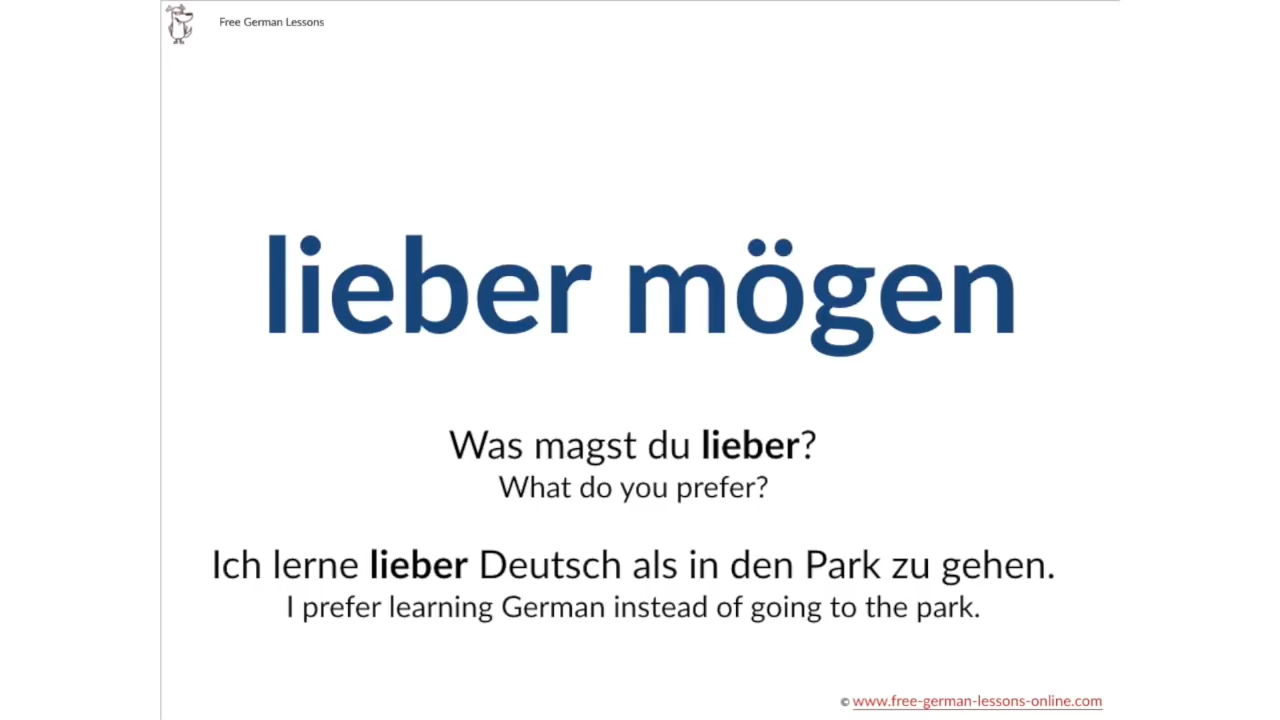 Free German Lessons
lieber mögen
Was magst du lieber?
What do you prefer?
Ich lerne lieber Deutsch als in den Park zu gehen.
I prefer learning German instead of going to the park.
© www.free-german-lessons-online.com